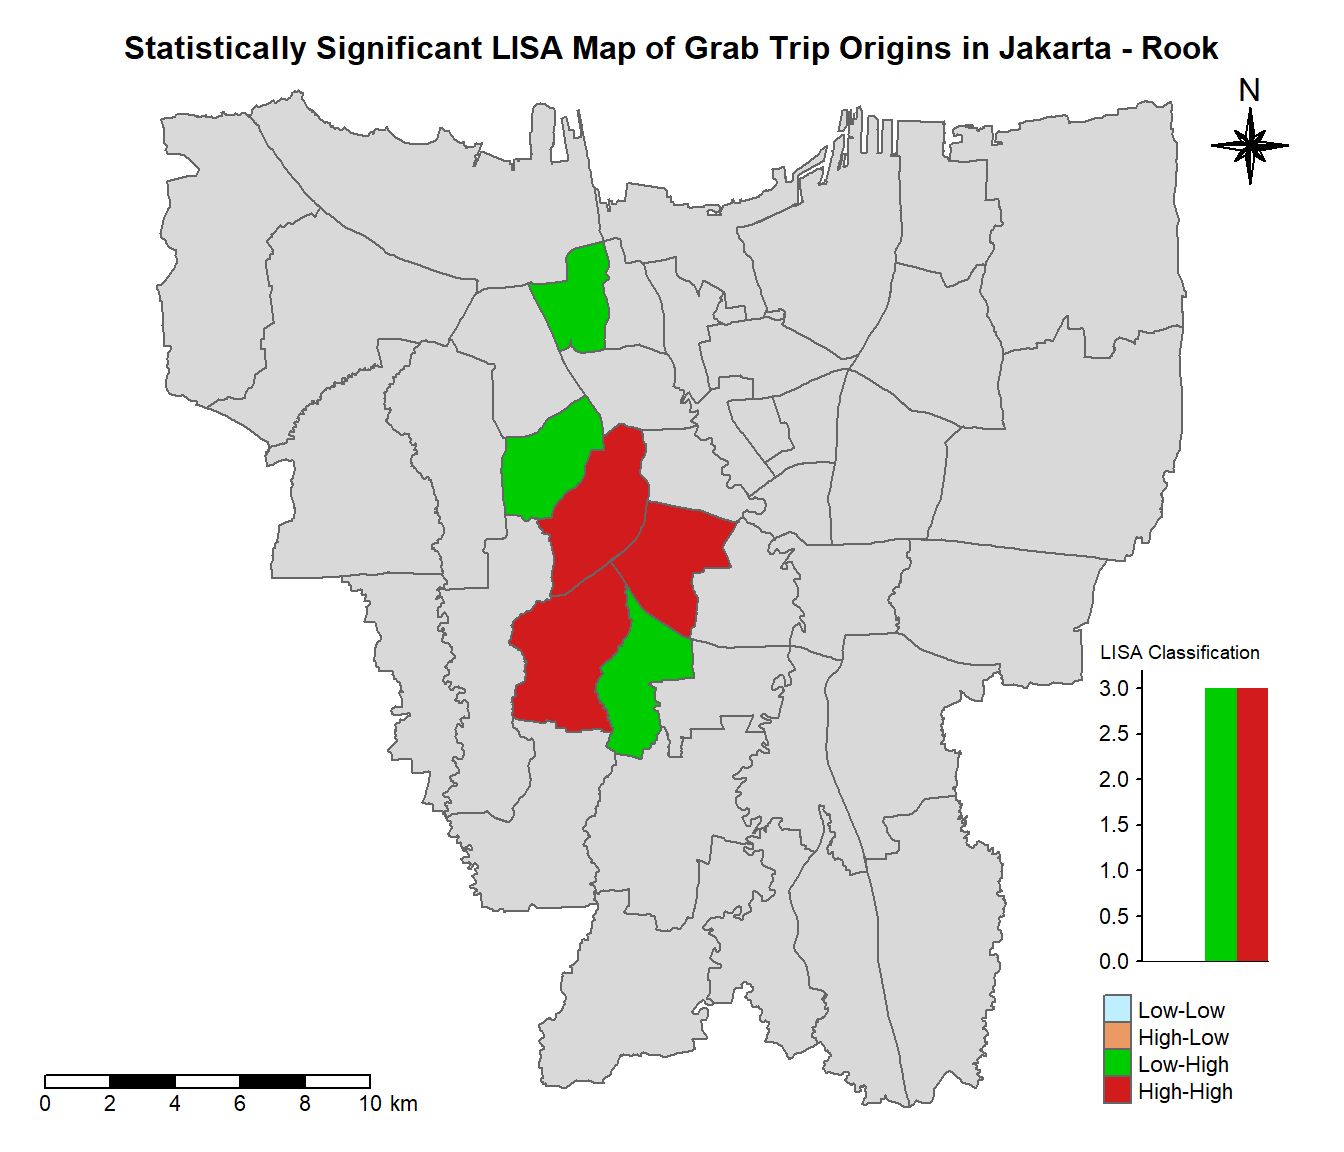 Statistically Significant LISA Map of Grab Trip Origins in Jakarta - Rook
N
LISA Classification
3.0
2.5
2.0
1.5
1.0
0.5
0.0
Low-Low
High-Low
Low-High
High-High
0 2 4 6 8 10 km